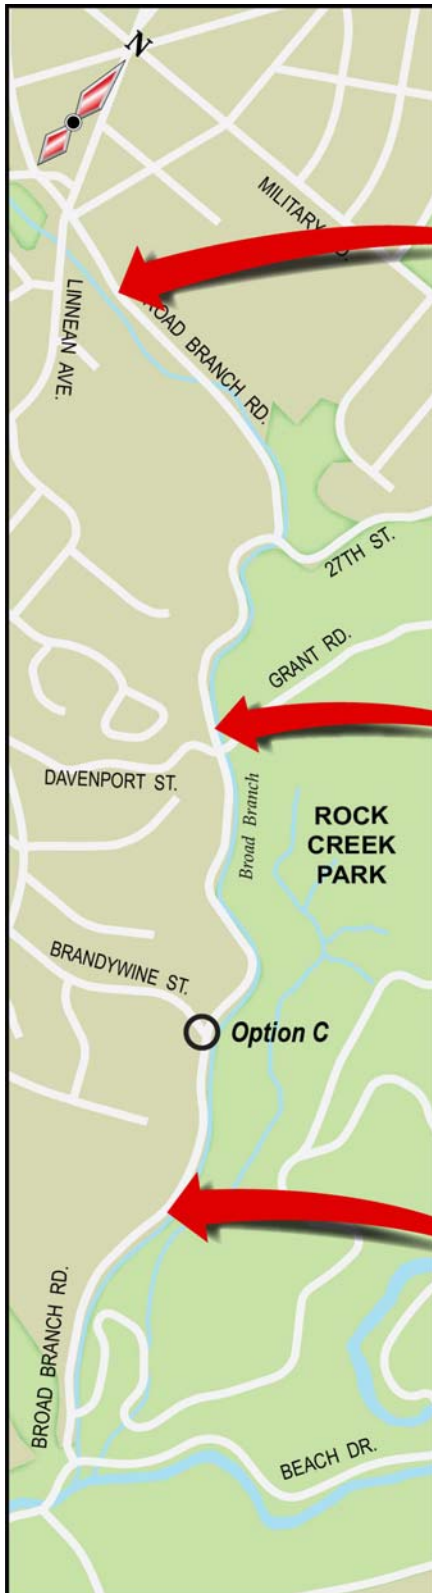 N
MILITARY
LINNEAN AVE.
BROAD BRANCH RD.
27TH ST.
GRANT RD.
DAVENPORT ST.
Broad Branch
ROCK
CREEK
PARK
BRANDYWINE ST.
Option C
BROAD BRANCH RD.
BEACH DR.